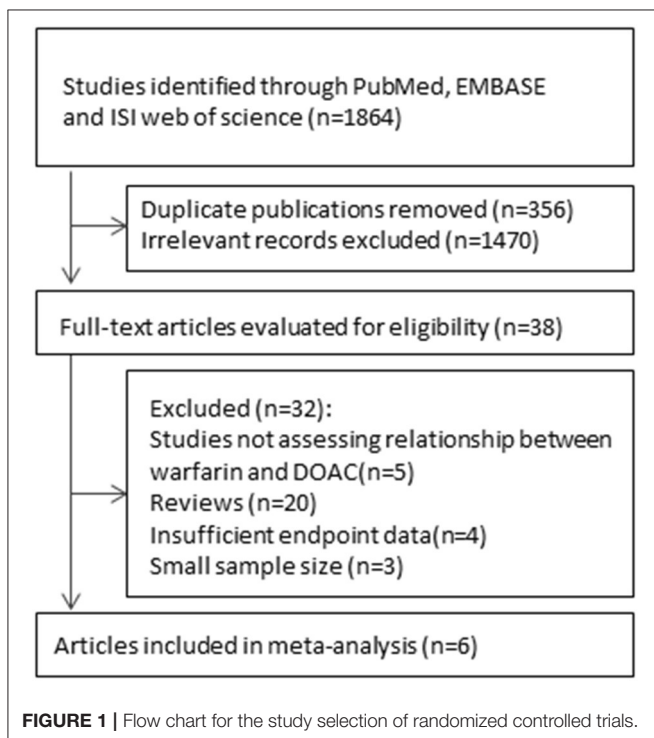 Studies identified through PubMed, EMBASE
and ISI web of science (n=1864)
Duplicate publications removed (n=356)
Irrelevant records excluded (n=1470)
Full-text articles evaluated for eligibility (n=38)
Excluded (n=32):
Studies not assessing relationship between
warfarin and DOAC(n=5)
Reviews (n=20)
Insufficient endpoint data(n=4)
Small sample size (n=3)
Articles included in meta-analysis (n=6)
FIGURE 1 | Flow chart for the study selection of randomized controlled trials.